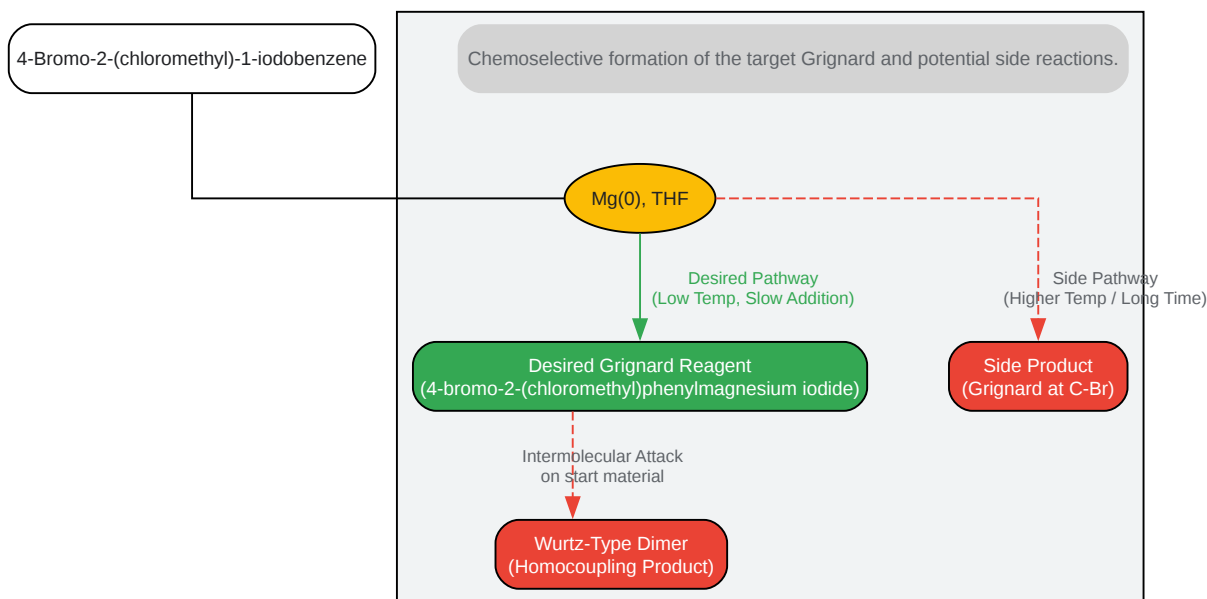 4-Bromo-2-(chloromethyl)-1-iodobenzene
Chemoselective formation of the target Grignard and potential side reactions.
Mg(0), THF
Desired Pathway
(Low Temp, Slow Addition)
Side Pathway
(Higher Temp / Long Time)
Desired Grignard Reagent
(4-bromo-2-(chloromethyl)phenylmagnesium iodide)
Side Product
(Grignard at C-Br)
Intermolecular Attack
on start material
Wurtz-Type Dimer
(Homocoupling Product)